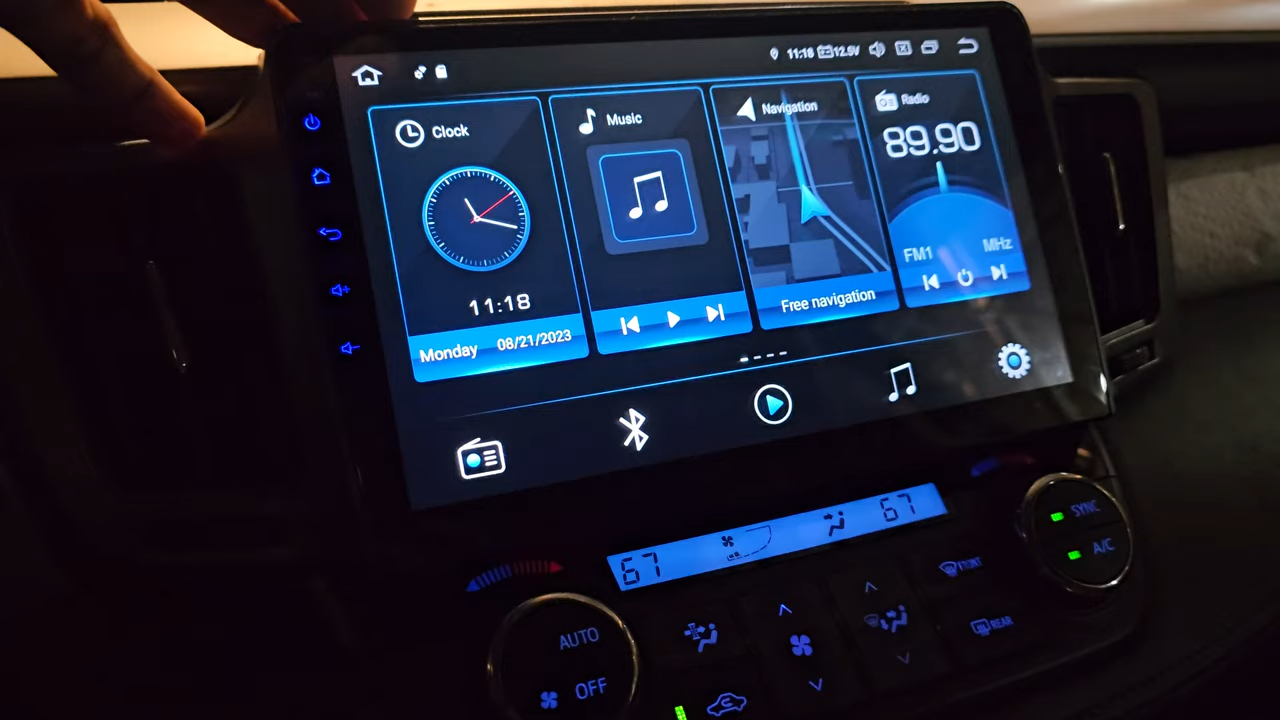 11:18 12.5V
Clock
11:18
Monday 08/21/2023
Music
Navigation
Free navigation
Radio
89.90
FM1 MHz
67 67
AUTO
OFF
FRONT
REAR
SYNC
A/C